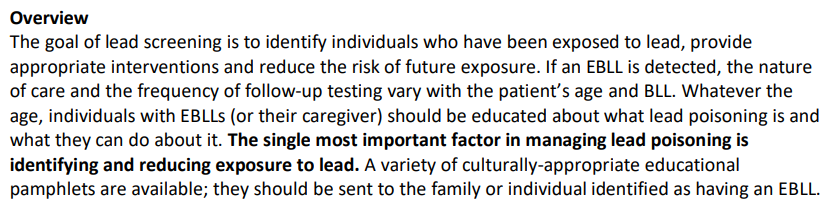 Overview
The goal of lead screening is to identify individuals who have been exposed to lead, provide
appropriate interventions and reduce the risk of future exposure. If an EBLL is detected, the nature
of care and the frequency of follow-up testing vary with the patient’s age and BLL. Whatever the
age, individuals with EBLLs (or their caregiver) should be educated about what lead poisoning is and
what they can do about it. The single most important factor in managing lead poisoning is
identifying and reducing exposure to lead. A variety of culturally-appropriate educational
pamphlets are available; they should be sent to the family or individual identified as having an EBLL.